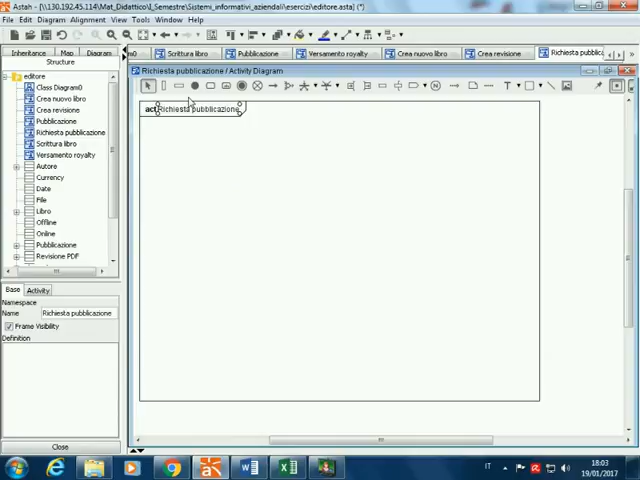 Astah - [\\130.192.45.114\Mat_Didattico\I_Semestre\Sistemi_informativi_aziendali\esercizi\editore.asta] *]
File Edit Diagram Alignment View Tools Window Help
Inheritance Map Diagram
Structure
Scrittura libro Pubblicazione Versamento royalty Crea nuovo libro Crea revisione Richiesta pubblica
Richiesta pubblicazione / Activity Diagram
act Richiesta pubblicazione
editore
Class Diagram0
Crea nuovo libro
Crea revisione
Pubblicazione
Richiesta pubblicazione
Scrittura libro
Versamento royalty
Autore
Currency
Date
File
Libro
Offline
Online
Pubblicazione
Revisione PDF
Base Activity
Namespace
Name Richiesta pubblicazione
Frame Visibility
Definition
Close
IT
18:03
19/01/2017